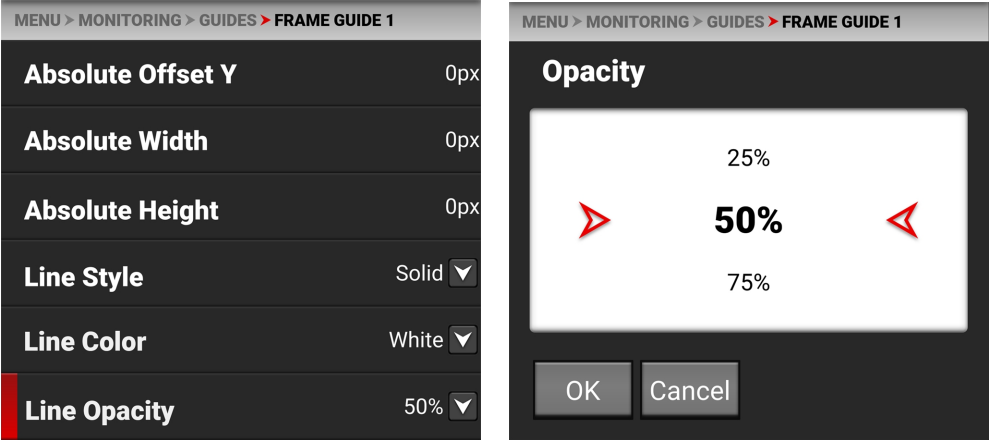 MENU > MONITORING > GUIDES > FRAME GUIDE 1
Absolute Offset Y 0px
Absolute Width 0px
Absolute Height 0px
Line Style Solid
Line Color White
Line Opacity 50%
MENU > MONITORING > GUIDES > FRAME GUIDE 1
Opacity
25%
50%
75%
OK Cancel